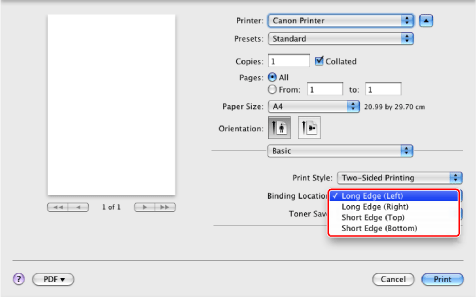 Printer: Canon Printer
Presets: Standard
Copies: 1 Collated
Pages: All
From: 1 to: 1
Paper Size: A4 20.99 by 29.70 cm
Orientation:
Basic
Print Style: Two-Sided Printing
Binding Location: Long Edge (Left)
Long Edge (Right)
Toner Save Short Edge (Top)
Short Edge (Bottom)
1 of 1
? PDF Cancel Print